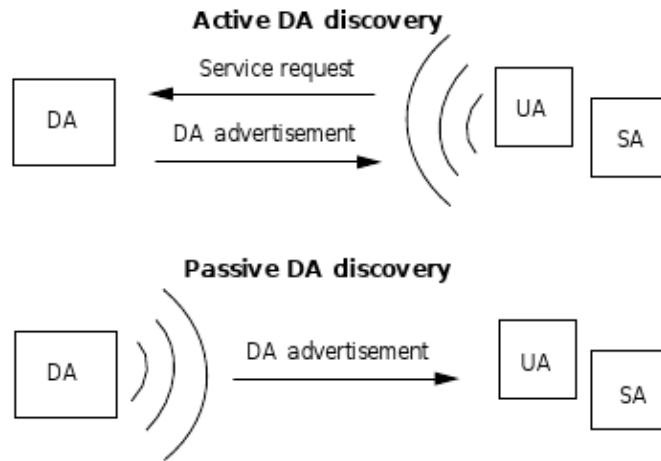 Active DA discovery
Service request
DA
DA advertisement
UA
SA
Passive DA discovery
DA
DA advertisement
UA
SA